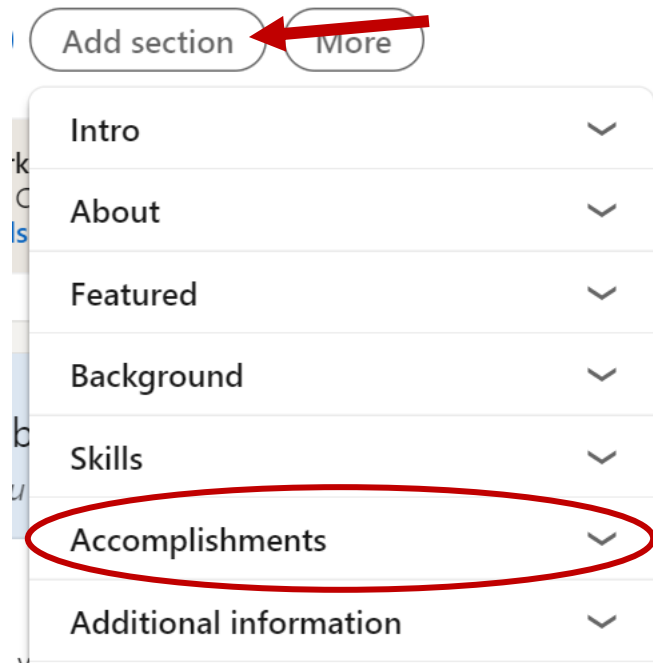 Add section More
Intro
About
Featured
Background
Skills
Accomplishments
Additional information